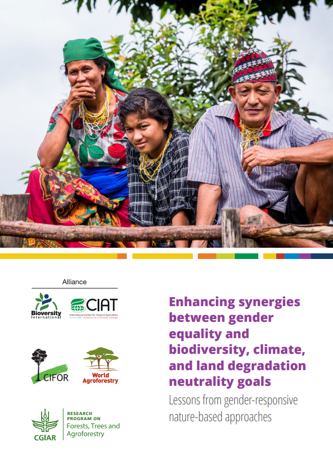 Alliance
Bioversity
International
CIAT
CIFOR
World
Agroforestry
CGIAR
RESEARCH
PROGRAM ON
Forests, Trees and
Agroforestry
Enhancing synergies
between gender
equality and
biodiversity, climate,
and land degradation
neutrality goals
Lessons from gender-responsive
nature-based approaches